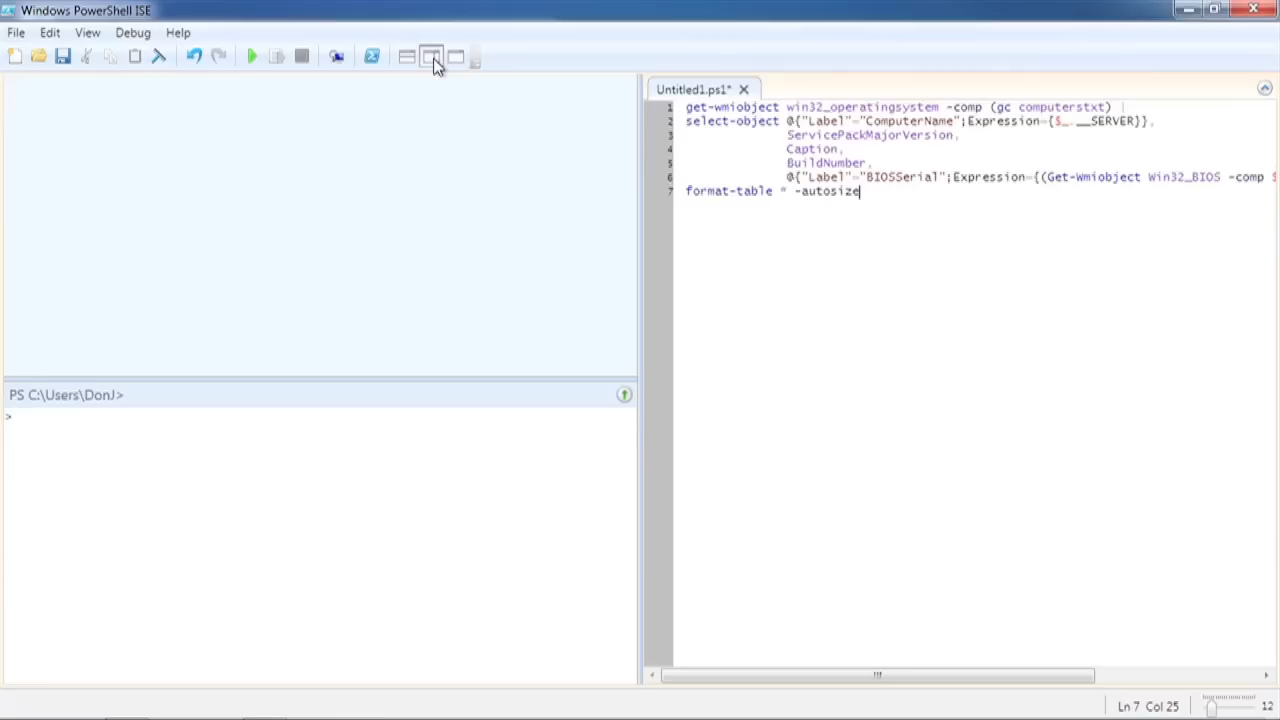 Windows PowerShell ISE
File Edit View Debug Help
Untitled1.ps1*
1 get-wmiobject win32_operatingsystem -comp (gc computerstxt) |
2 select-object @{"Label"="ComputerName";Expression={$_.__SERVER}},
3 ServicePackMajorVersion,
4 Caption,
5 BuildNumber,
6 @{"Label"="BIOSSerial";Expression={(Get-Wmiobject Win32_BIOS -comp $
7 format-table * -autosize
PS C:\Users\DonJ>
>
Ln 7 Col 25 12